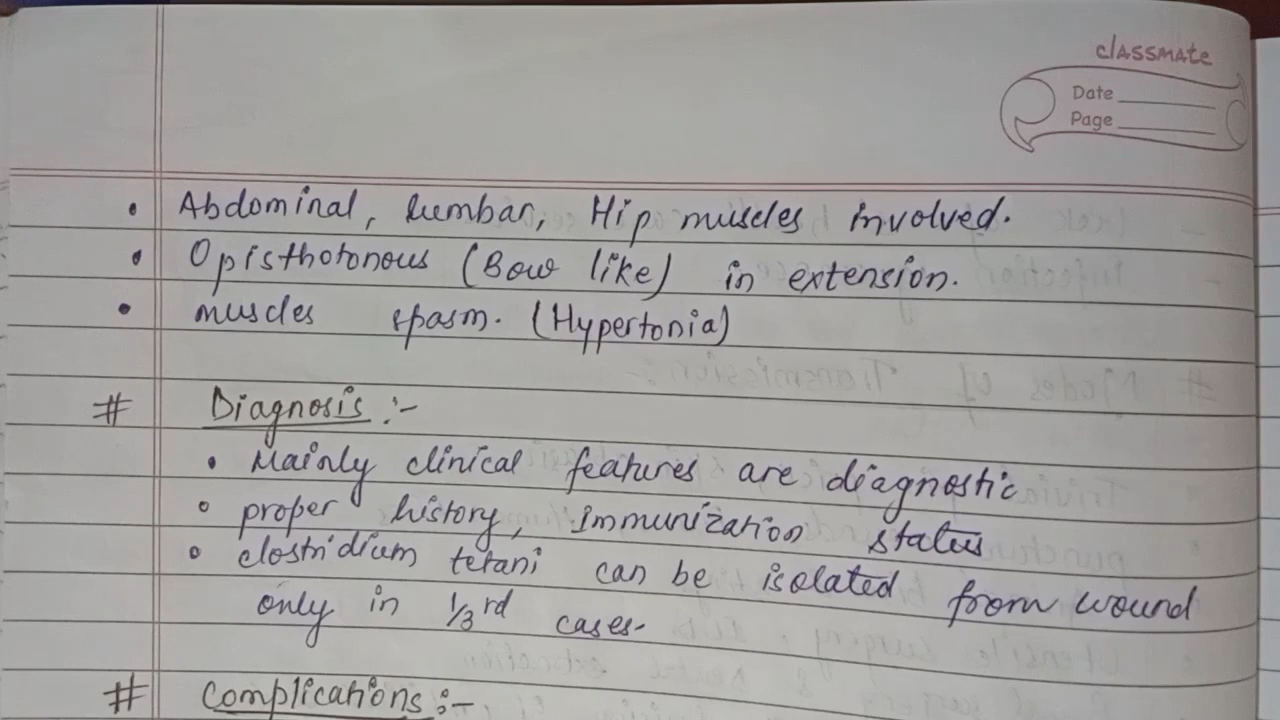 classmate
Date
Page
• Abdominal, Lumbar, Hip muscles involved.
• Opisthotonous (Bow like) in extension.
• muscles spasm. (Hypertonia)
# Diagnosis :-
• Mainly clinical features are diagnostic
• proper history, Immunization status
• clostridium tetani can be isolated from wound
only in 1/3rd cases.
# Complications :-